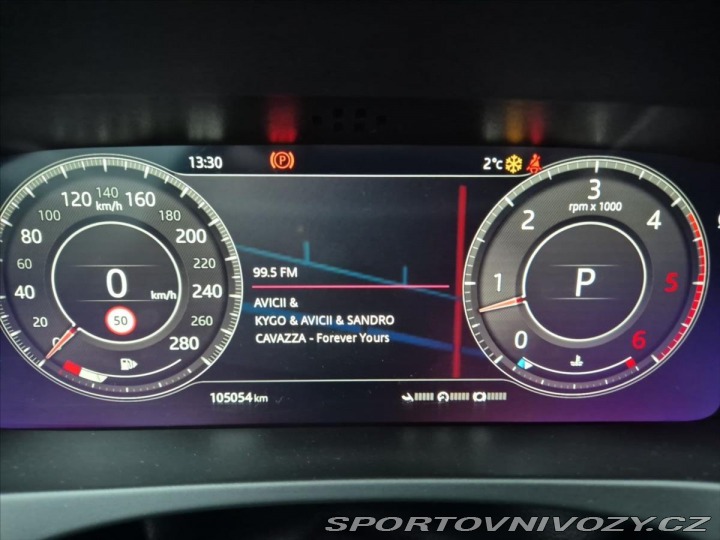 13:30
2°c
0
20
40
60
80
100
120
140
160
180
200
220
240
260
280
km/h
0
km/h
50
99.5 FM
AVICII &
KYGO & AVICII & SANDRO
CAVAZZA - Forever Yours
0
1
2
3
4
5
6
rpm x 1000
P
105054 km
SPORTOVNIVOZY.CZ